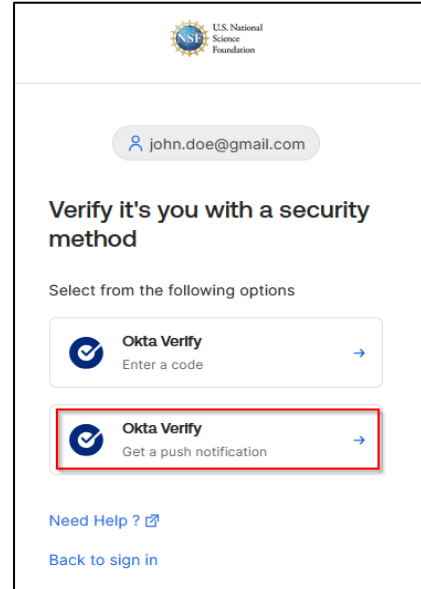 NSF
U.S. National
Science
Foundation
john.doe@gmail.com
Verify it's you with a security
method
Select from the following options
Okta Verify
Enter a code
Okta Verify
Get a push notification
Need Help ?
Back to sign in